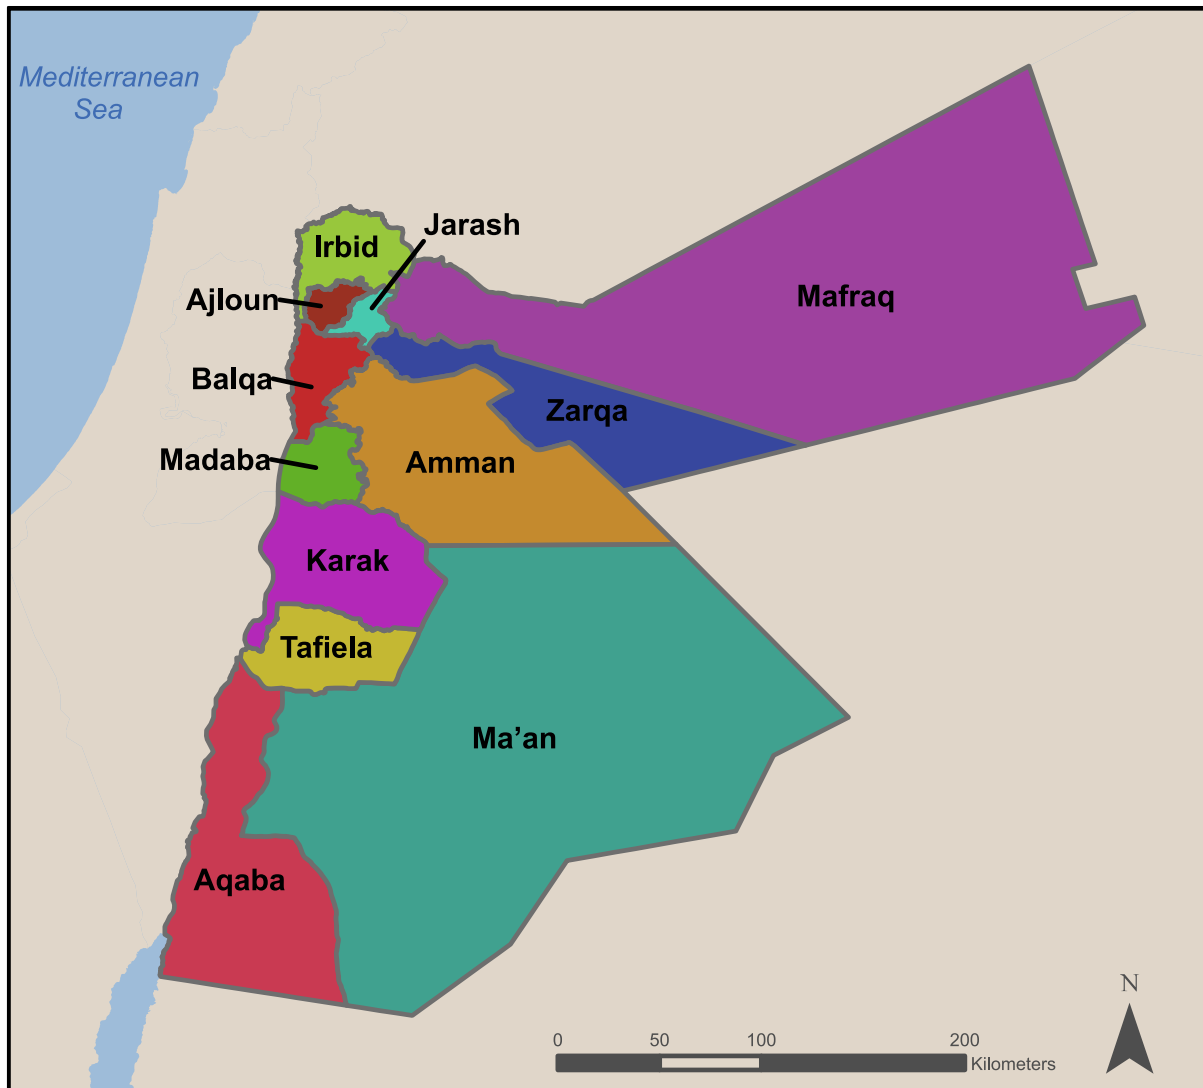 Mediterranean
Sea
Jarash
Irbid
Ajloun
Mafraq
Balqa
Zarqa
Madaba
Amman
Karak
Tafiela
Ma’an
Aqaba
N
0 50 100 200
Kilometers